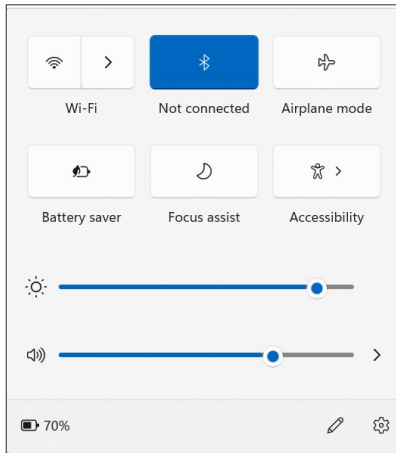 Wi-Fi Not connected Airplane mode
Battery saver Focus assist Accessibility
70%